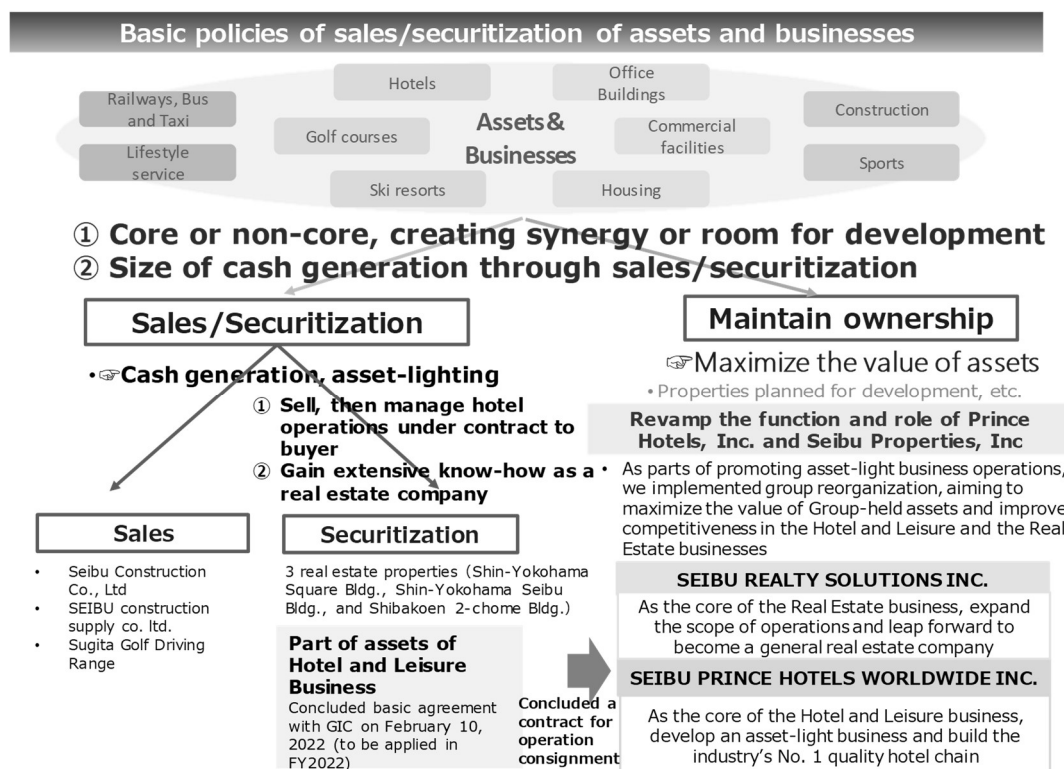 Basic policies of sales/securitization of assets and businesses
Hotels
Office
Buildings
Railways, Bus
and Taxi
Construction
Golf courses
Assets&
Businesses
Commercial
facilities
Lifestyle
service
Sports
Ski resorts
Housing
① Core or non-core, creating synergy or room for development
② Size of cash generation through sales/securitization
Sales/Securitization
•☞Cash generation, asset-lighting
① Sell, then manage hotel
operations under contract to
buyer
② Gain extensive know-how as a
real estate company
Sales
• Seibu Construction
Co., Ltd
• SEIBU construction
supply co. ltd.
• Sugita Golf Driving
Range
Securitization
3 real estate properties (Shin-Yokohama
Square Bldg., Shin-Yokohama Seibu
Bldg., and Shibakoen 2-chome Bldg.)
Part of assets of
Hotel and Leisure
Business
Concluded basic agreement
with GIC on February 10,
2022 (to be applied in
FY2022)
Concluded a
contract for
operation
consignment
Maintain ownership
☞Maximize the value of assets
• Properties planned for development, etc.
Revamp the function and role of Prince
Hotels, Inc. and Seibu Properties, Inc
• As parts of promoting asset-light business operations,
we implemented group reorganization, aiming to
maximize the value of Group-held assets and improve
competitiveness in the Hotel and Leisure and the Real
Estate businesses
SEIBU REALTY SOLUTIONS INC.
As the core of the Real Estate business, expand
the scope of operations and leap forward to
become a general real estate company
SEIBU PRINCE HOTELS WORLDWIDE INC.
As the core of the Hotel and Leisure business,
develop an asset-light business and build the
industry's No. 1 quality hotel chain